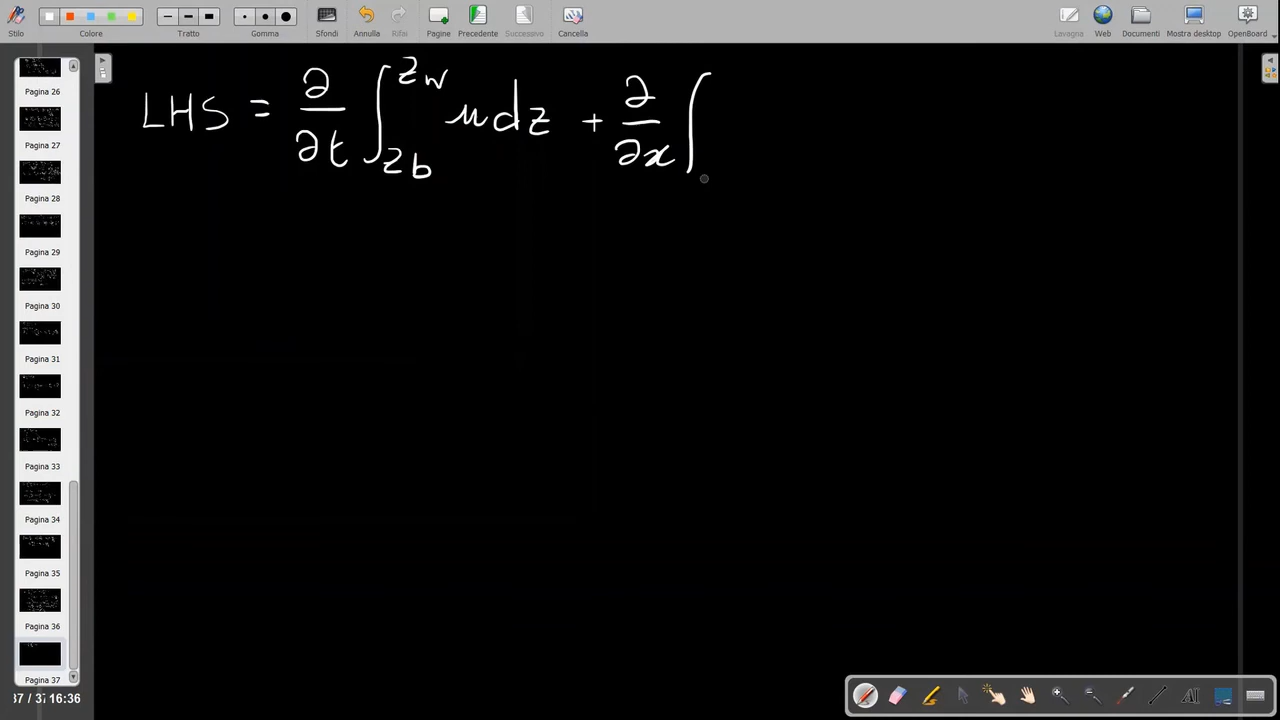 Stilo
Colore
Tratto
Gomma
Sfondi
Annulla
Rifai
Pagine
Precedente
Successivo
Cancella
Lavagna
Web
Documenti
Mostra desktop
OpenBoard
LHS = ∂/∂t ∫_{z_b}^{z_w} u dz + ∂/∂x ∫
Pagina 26
Pagina 27
Pagina 28
Pagina 29
Pagina 30
Pagina 31
Pagina 32
Pagina 33
Pagina 34
Pagina 35
Pagina 36
Pagina 37
16:36